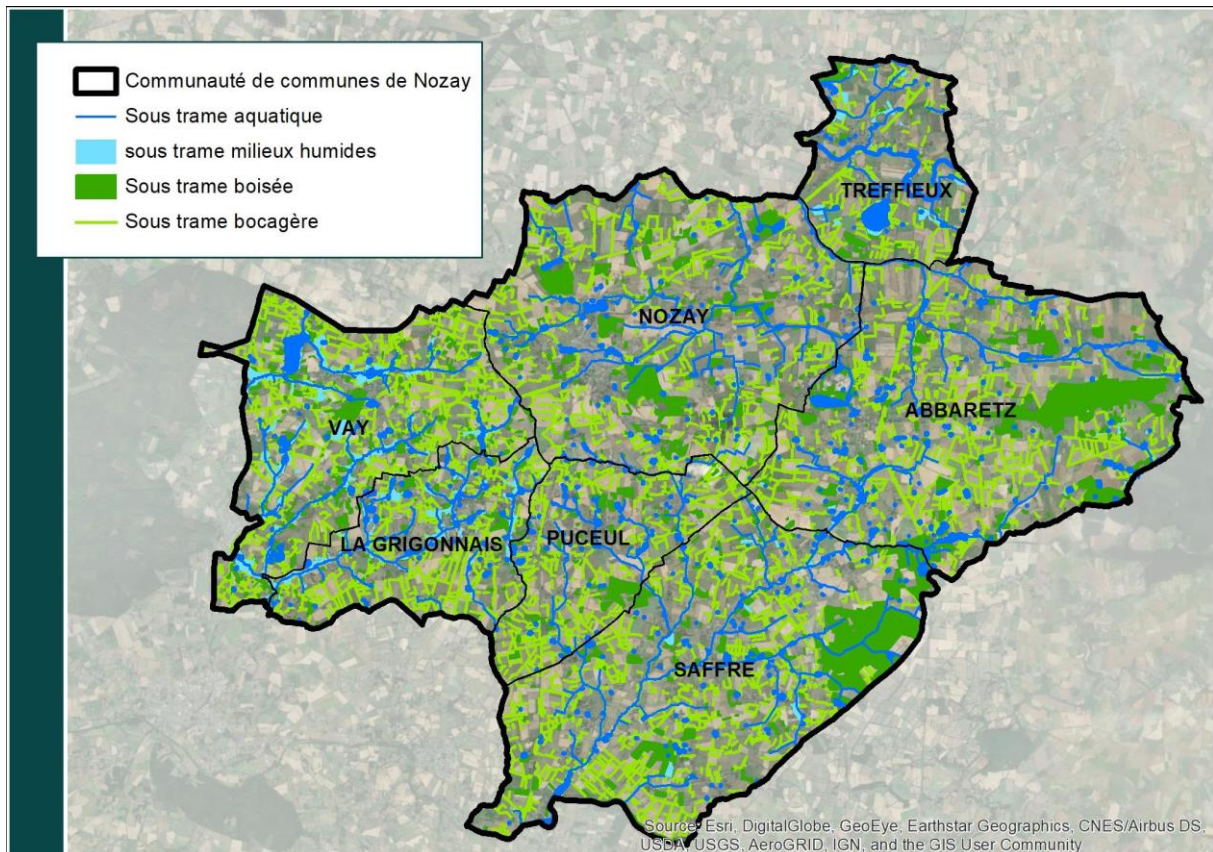 Communauté de communes de Nozay
Sous trame aquatique
sous trame milieux humides
Sous trame boisée
Sous trame bocagère
TREFFIEUX
NOZAY
ABBARETZ
VAY
LA GRIGONNAIS
PUCEUL
SAFFRE
Source: Esri, DigitalGlobe, GeoEye, Earthstar Geographics, CNES/Airbus DS,
USDA, USGS, AeroGRID, IGN, and the GIS User Community